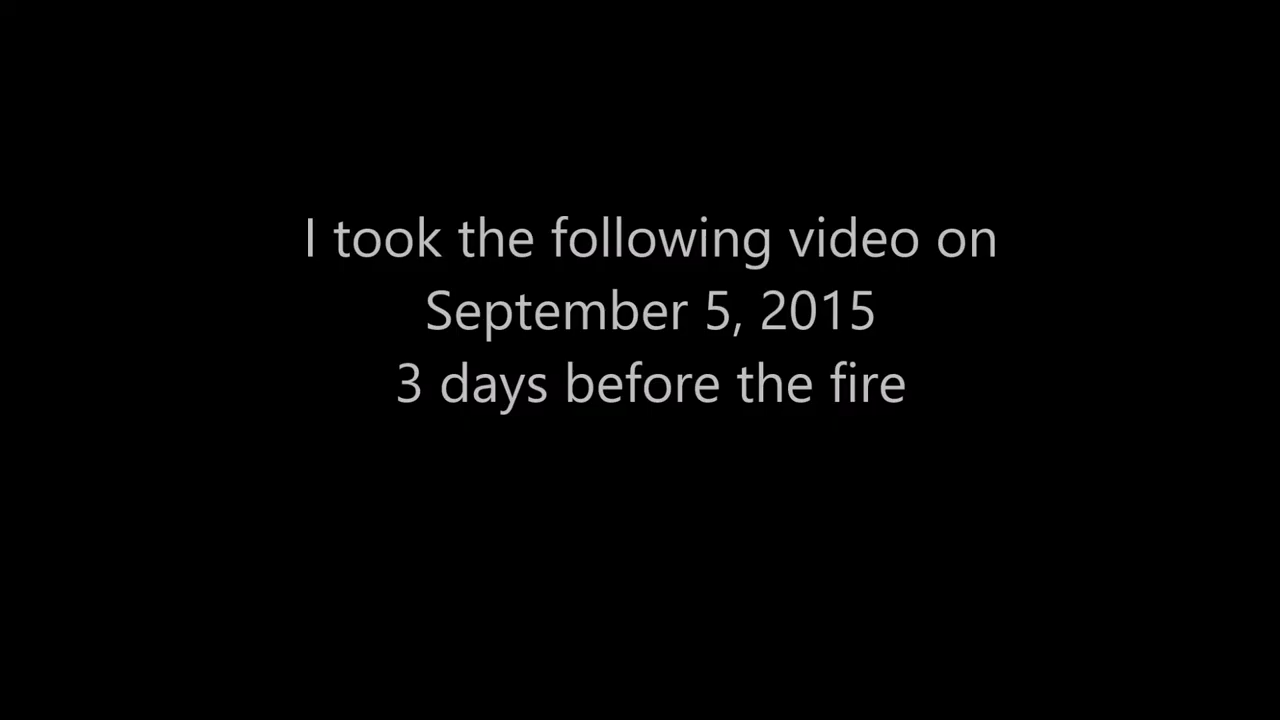 I took the following video on
September 5, 2015
3 days before the fire